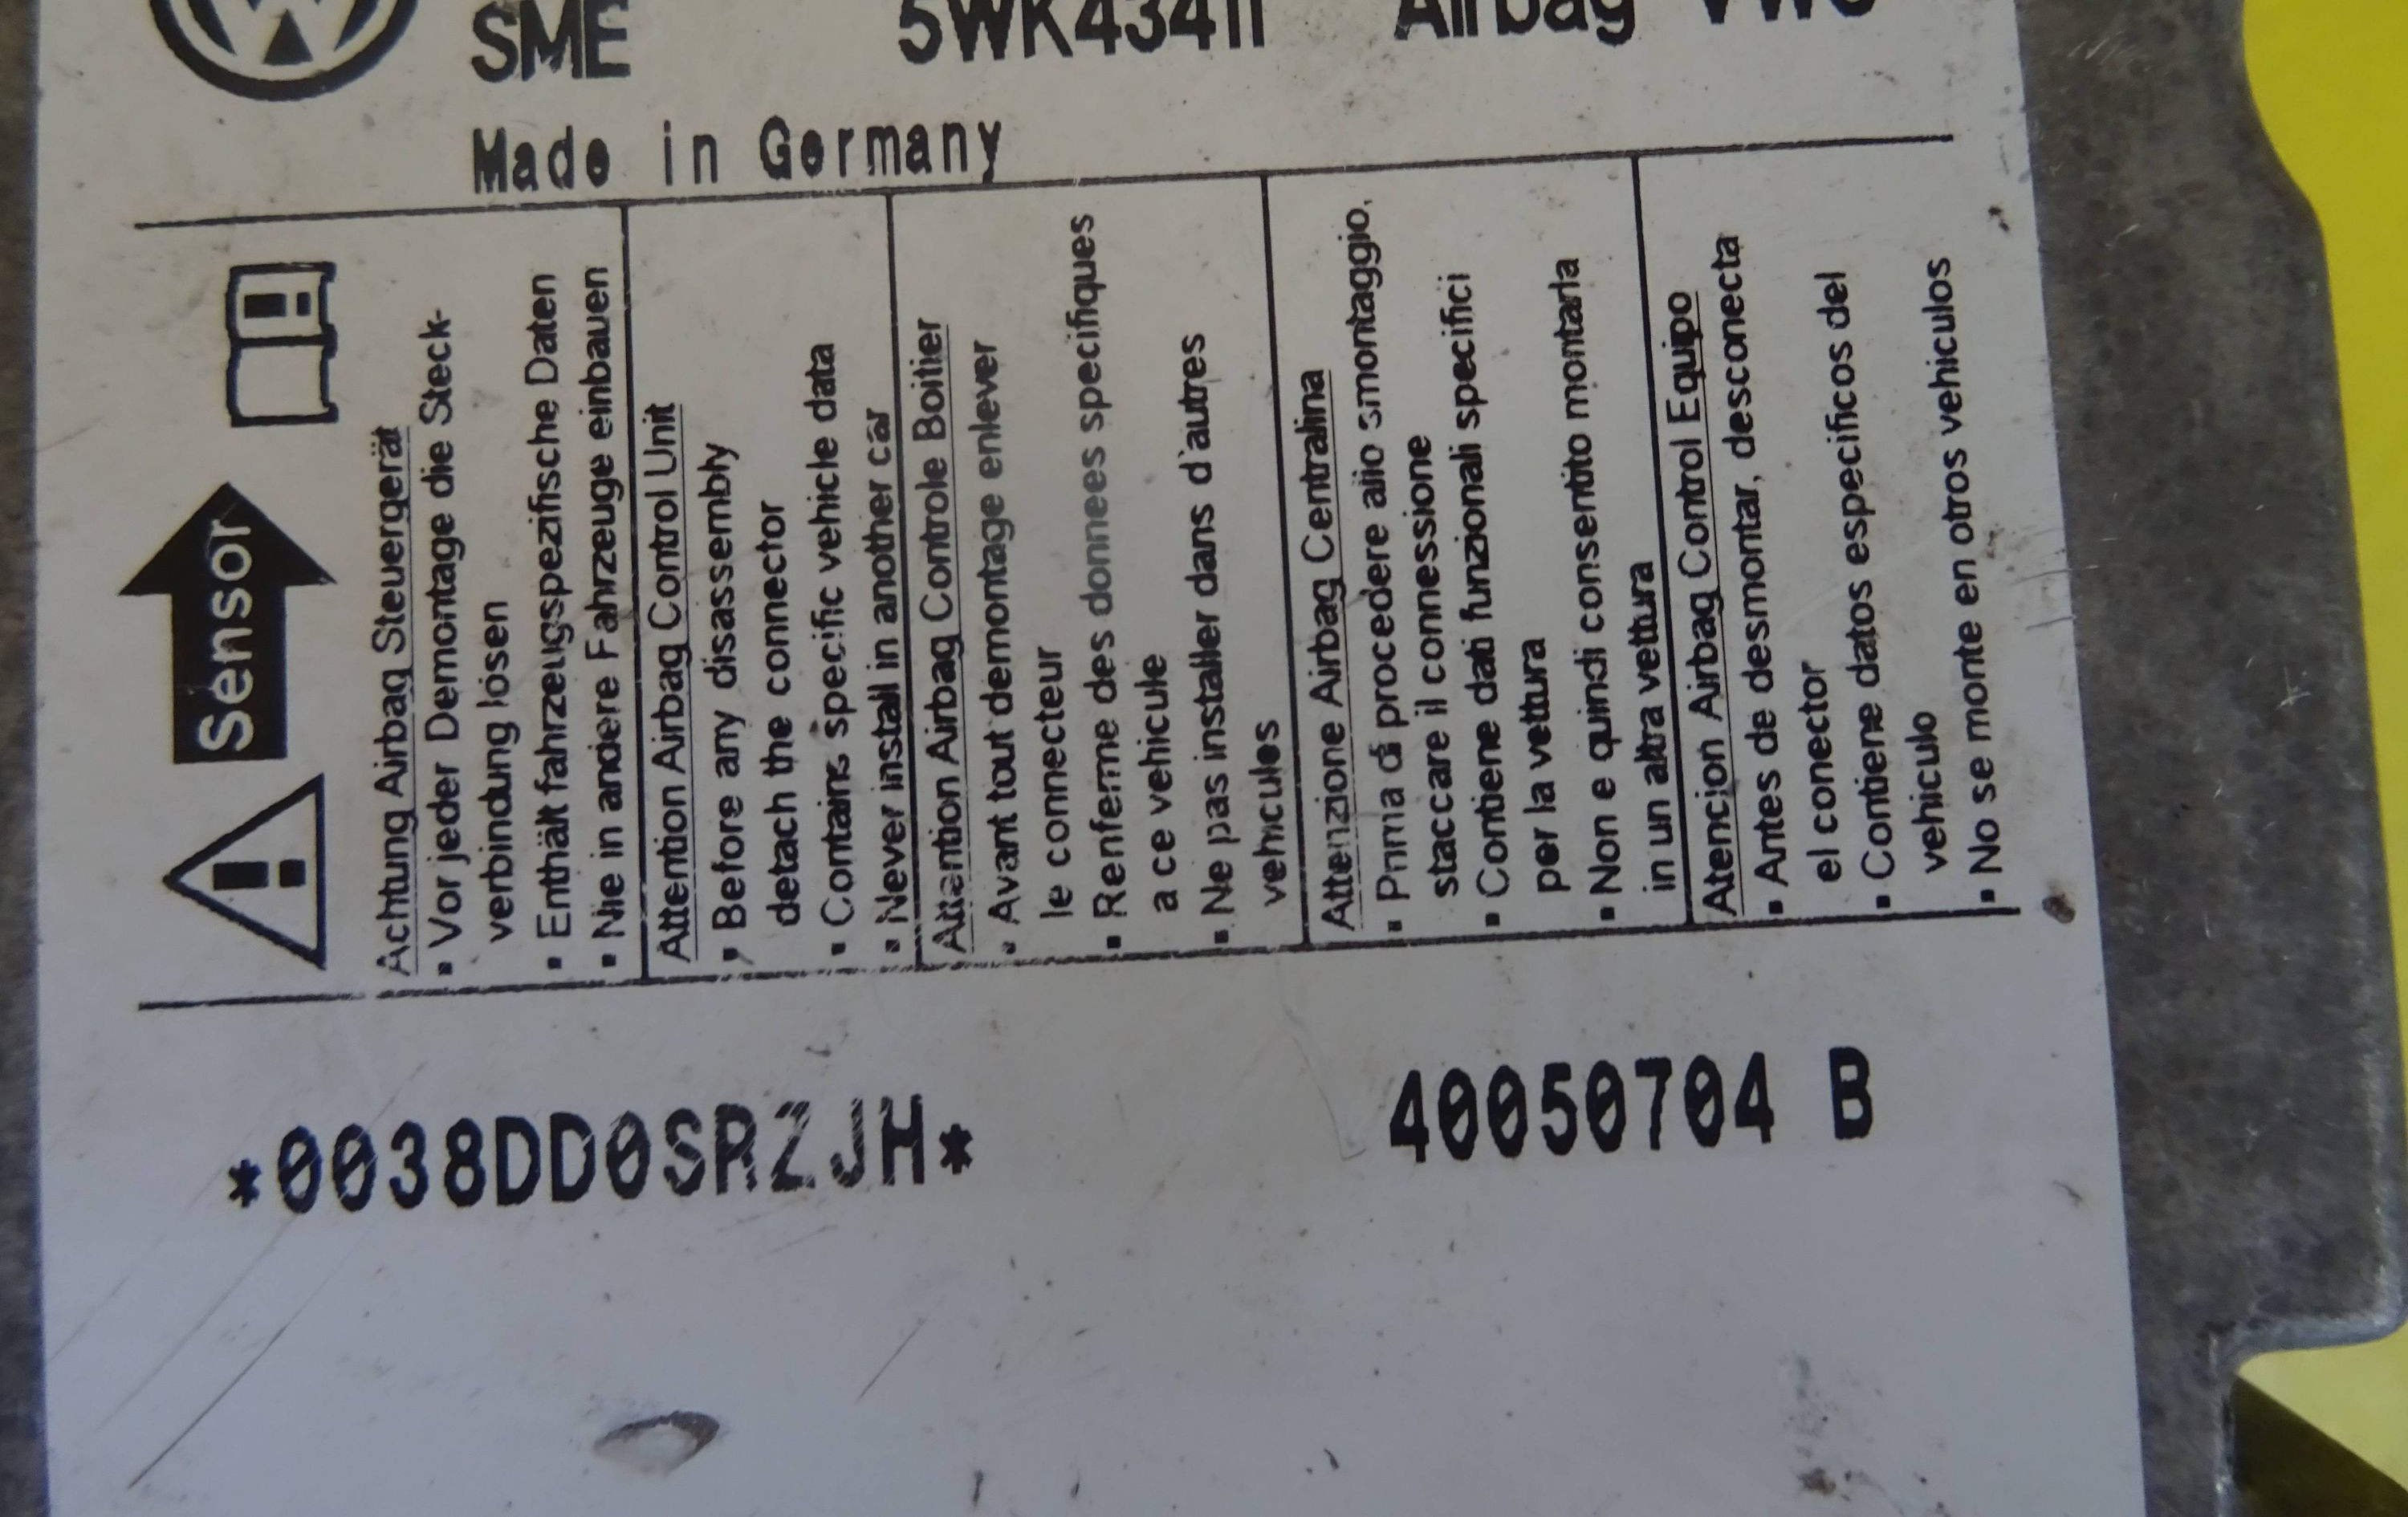 SME 5WK43411 Airbag VW8
Made in Germany
Sensor
Achtung Airbag Steuergerät
▪ Vor jeder Demontage die Steck-
verbindung lösen
▪ Enthält fahrzeugspezifische Daten
▪ Nie in andere Fahrzeuge einbauen
Attention Airbag Control Unit
▪ Before any disassembly
detach the connector
▪ Contains specific vehicle data
▪ Never install in another car
Attention Airbag Controle Boitier
▪ Avant tout demontage enlever
le connecteur
▪ Renferme des donnees specifiques
a ce vehicule
▪ Ne pas installer dans d'autres
vehicules
Attenzione Airbag Centralina
▪ Prima di procedere allo smontaggio,
staccare il connessione
▪ Contiene dati funzionali specifici
per la vettura
▪ Non e quindi consentito montarla
in un altra vettura
Atencion Airbag Control Equipo
▪ Antes de desmontar, desconecta
el conector
▪ Contiene datos especificos del
vehiculo
▪ No se monte en otros vehiculos
*0038DD0SRZJH* 40050704 B